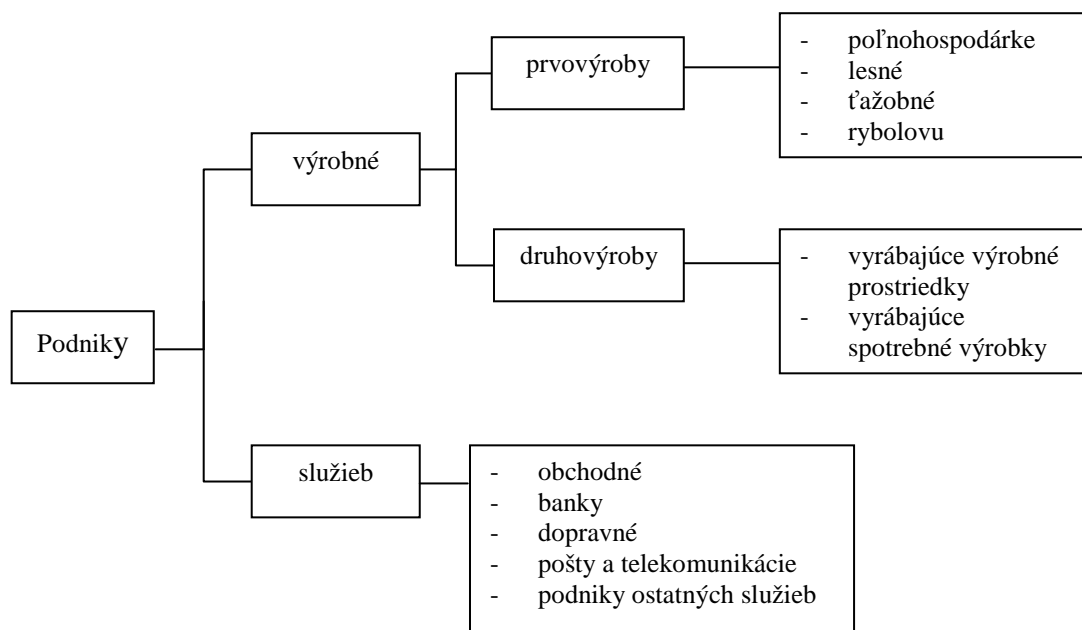 Podniky
výrobné
prvovýroby
- poľnohospodárke
- lesné
- ťažobné
- rybolovu
druhovýroby
- vyrábajúce výrobné
prostriedky
- vyrábajúce
spotrebné výrobky
služieb
- obchodné
- banky
- dopravné
- pošty a telekomunikácie
- podniky ostatných služieb